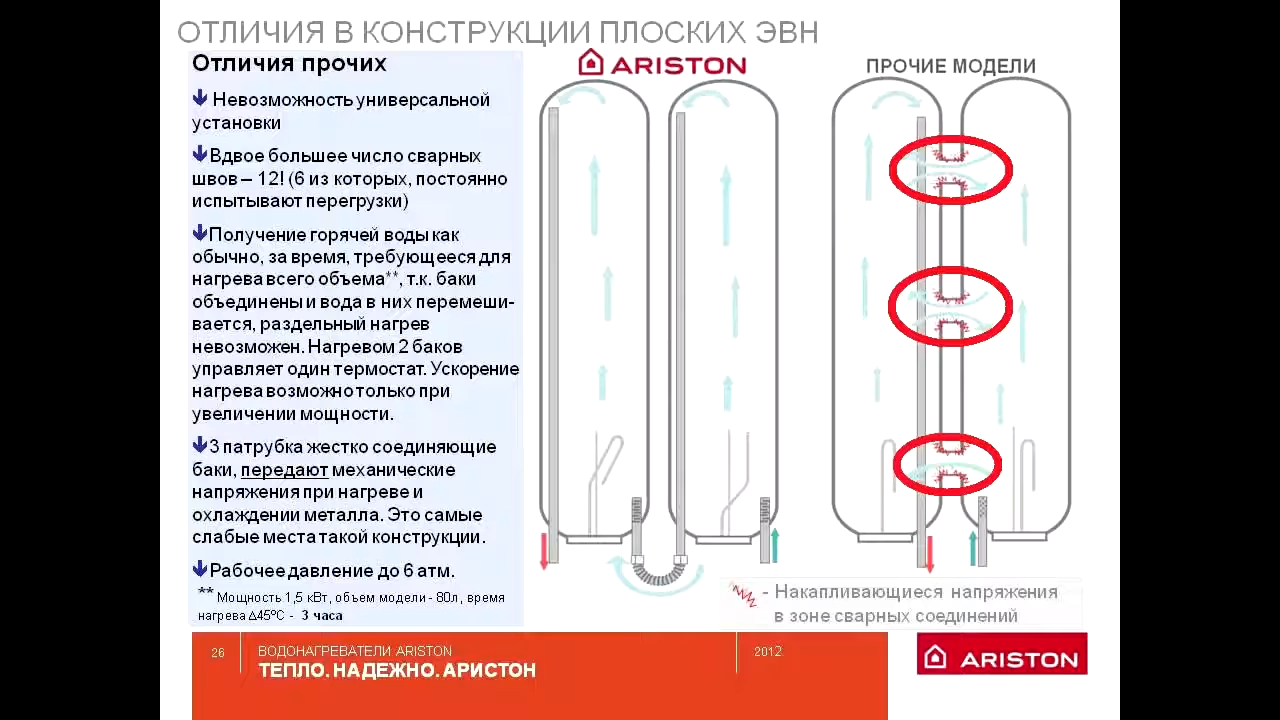 ОТЛИЧИЯ В КОНСТРУКЦИИ ПЛОСКИХ ЭВН
Отличия прочих
Невозможность универсальной
установки
Вдвое большее число сварных
швов – 12! (6 из которых, постоянно
испытывают перегрузки)
Получение горячей воды как
обычно, за время, требующееся для
нагрева всего объема**, т.к. баки
объединены и вода в них перемеши-
вается, раздельный нагрев
невозможен. Нагревом 2 баков
управляет один термостат. Ускорение
нагрева возможно только при
увеличении мощности.
3 патрубка жестко соединяющие
баки, передают механические
напряжения при нагреве и
охлаждении металла. Это самые
слабые места такой конструкции.
Рабочее давление до 6 атм.
** Мощность 1,5 кВт, объем модели - 80л, время
нагрева Δ45°С - 3 часа
ARISTON
ПРОЧИЕ МОДЕЛИ
- Накапливающиеся напряжения
в зоне сварных соединений
26
ВОДОНАГРЕВАТЕЛИ ARISTON
ТЕПЛО. НАДЕЖНО. АРИСТОН
2012
ARISTON